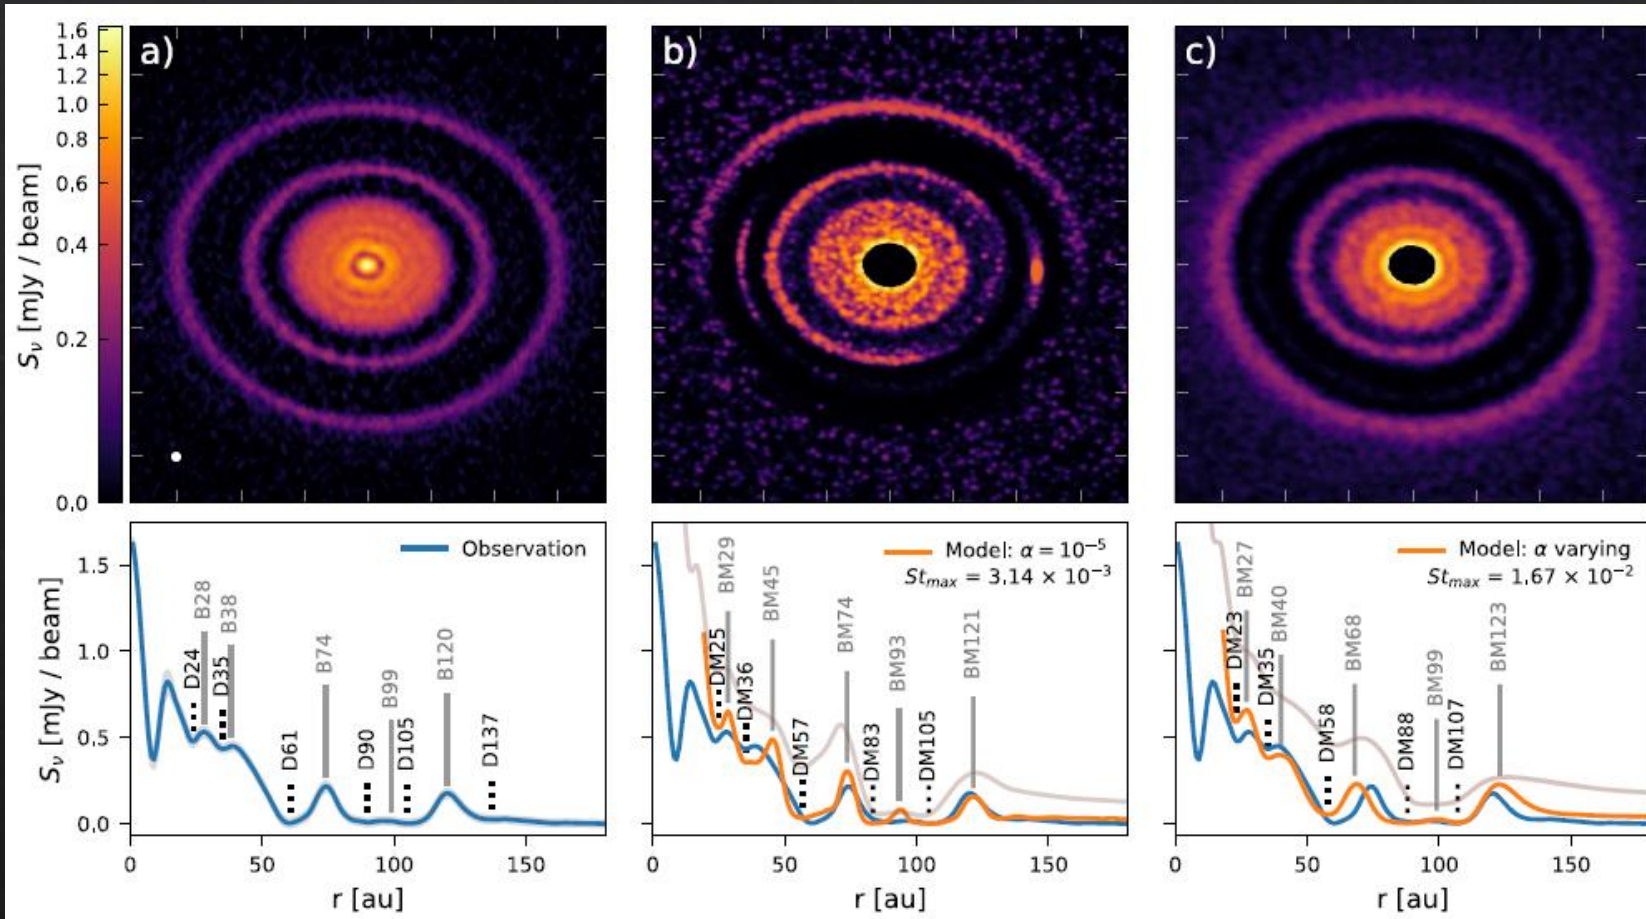 a)
b)
c)
1.6
1.4
1.2
1.0
0.8
0.6
0.4
0.2
0.0
Sν [mJy / beam]
Observation
1.5
1.0
0.5
0.0
Sν [mJy / beam]
D24
B28
D35
B38
D61
B74
D90
B99
D105
B120
D137
0
50
100
150
r [au]
Model: α = 10⁻⁵
Stmax = 3.14 × 10⁻³
DM25
BM29
DM36
BM45
DM57
BM74
DM83
BM93
DM105
BM121
0
50
100
150
r [au]
Model: α varying
Stmax = 1.67 × 10⁻²
DM23
BM27
DM35
BM40
DM58
BM68
DM88
BM99
DM107
BM123
0
50
100
150
r [au]